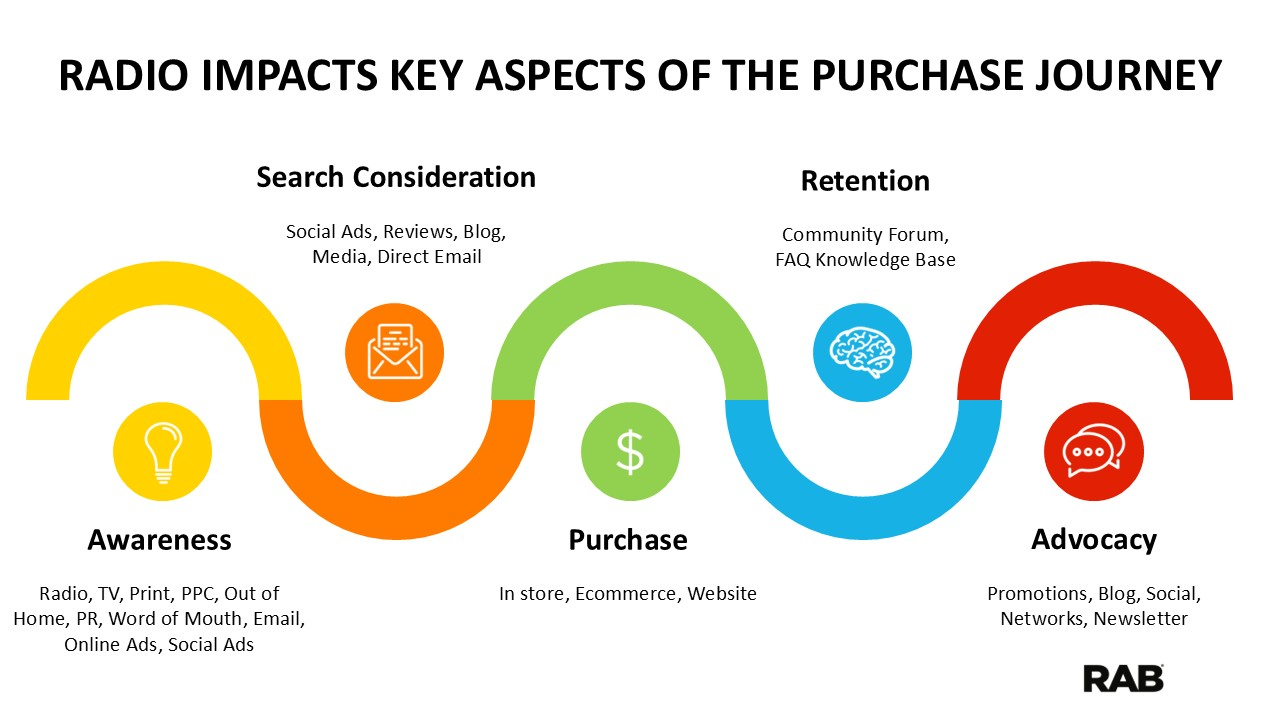 RADIO IMPACTS KEY ASPECTS OF THE PURCHASE JOURNEY
Search Consideration
Social Ads, Reviews, Blog,
Media, Direct Email
Retention
Community Forum,
FAQ Knowledge Base
$
Awareness
Radio, TV, Print, PPC, Out of
Home, PR, Word of Mouth, Email,
Online Ads, Social Ads
Purchase
In store, Ecommerce, Website
Advocacy
Promotions, Blog, Social,
Networks, Newsletter
RAB